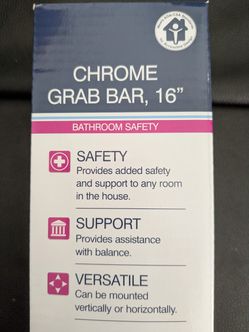 CHROME
GRAB BAR, 16”
BATHROOM SAFETY
SAFETY
Provides added safety
and support to any room
in the house.
SUPPORT
Provides assistance
with balance.
VERSATILE
Can be mounted
vertically or horizontally.